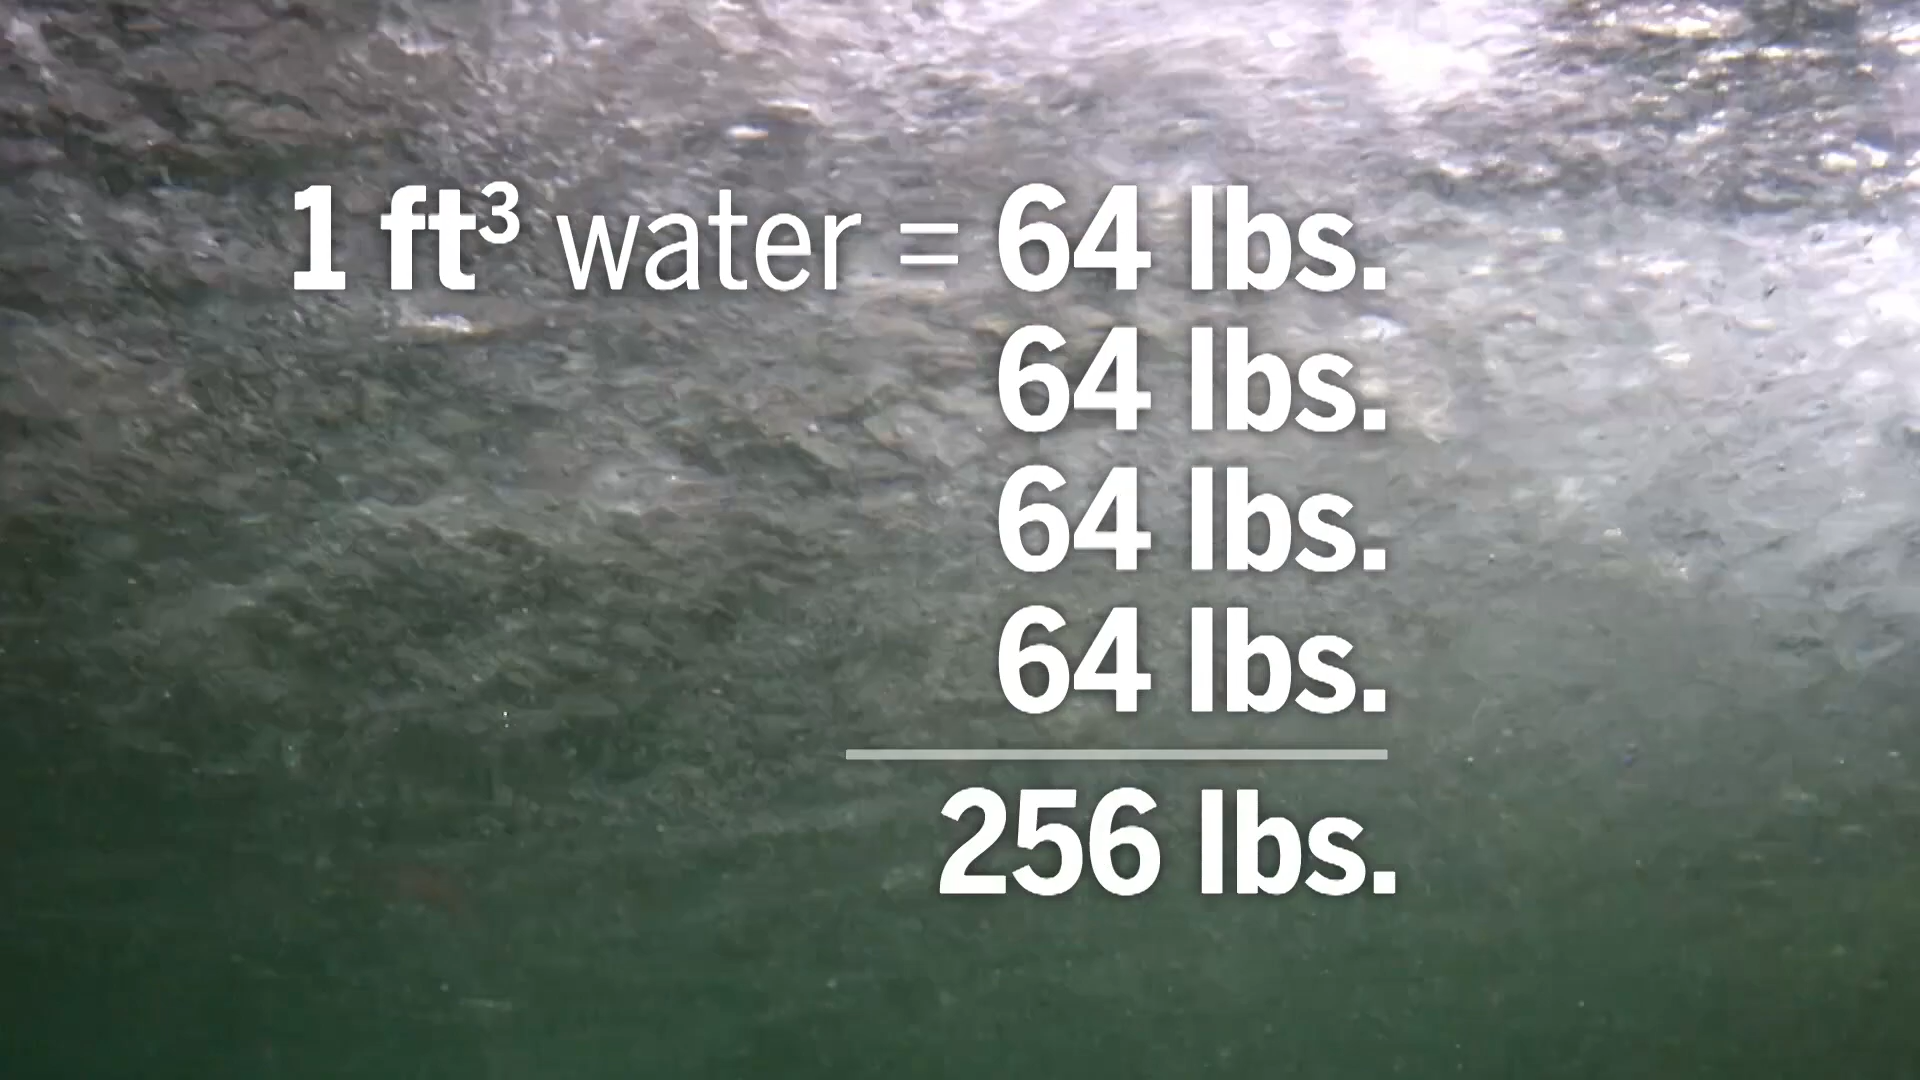 1 ft³ water = 64 lbs.
64 lbs.
64 lbs.
64 lbs.
256 lbs.